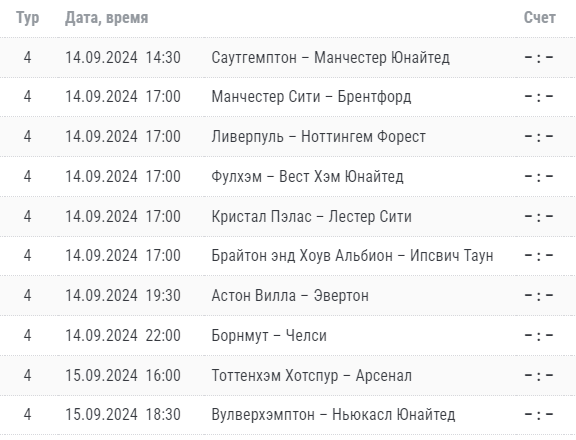 Тур Дата, время Счет
4 14.09.2024 14:30 Саутгемптон – Манчестер Юнайтед – : –
4 14.09.2024 17:00 Манчестер Сити – Брентфорд – : –
4 14.09.2024 17:00 Ливерпуль – Ноттингем Форест – : –
4 14.09.2024 17:00 Фулхэм – Вест Хэм Юнайтед – : –
4 14.09.2024 17:00 Кристал Пэлас – Лестер Сити – : –
4 14.09.2024 17:00 Брайтон энд Хоув Альбион – Ипсвич Таун – : –
4 14.09.2024 19:30 Астон Вилла – Эвертон – : –
4 14.09.2024 22:00 Борнмут – Челси – : –
4 15.09.2024 16:00 Тоттенхэм Хотспур – Арсенал – : –
4 15.09.2024 18:30 Вулверхэмптон – Ньюкасл Юнайтед – : –